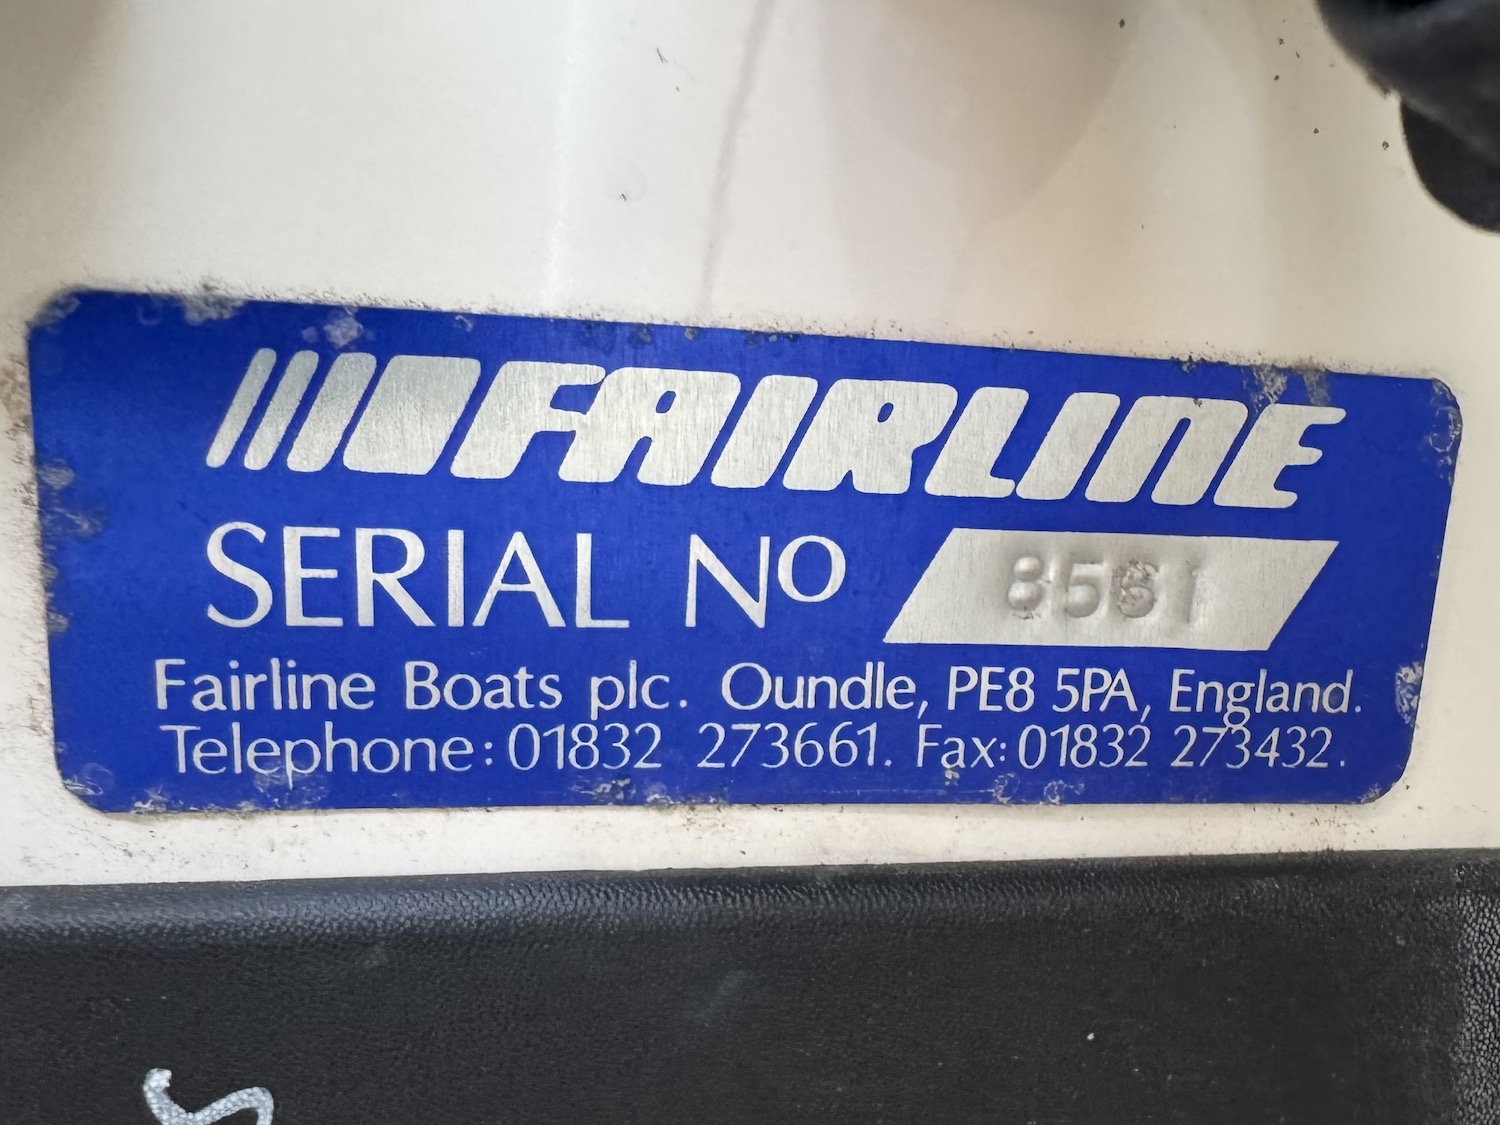 FAIRLINE
SERIAL No 8561
Fairline Boats plc. Oundle, PE8 5PA, England.
Telephone: 01832 273661. Fax: 01832 273432.